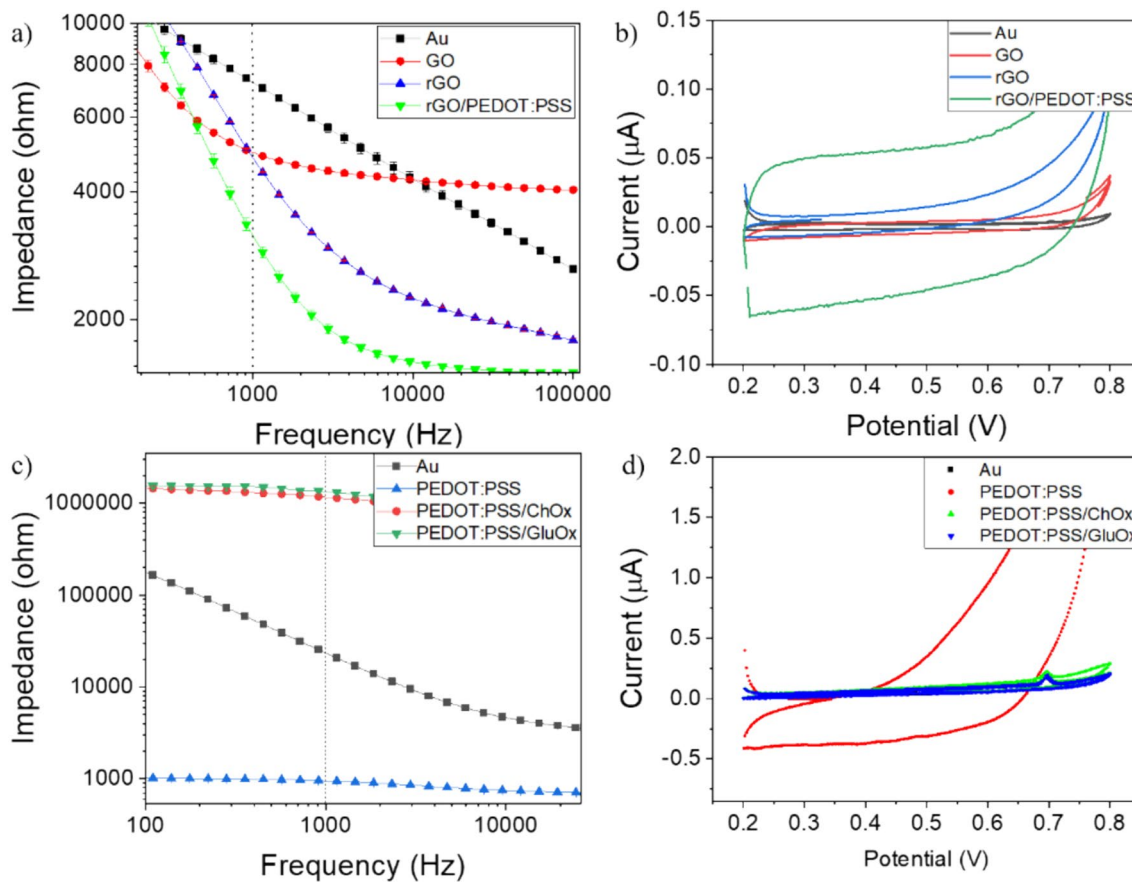 a)
10000
8000
6000
4000
2000
Impedance (ohm)
Au
GO
rGO
rGO/PEDOT:PSS
1000 10000 100000
Frequency (Hz)
b)
0.15
0.10
0.05
0.00
-0.05
-0.10
Current (µA)
Au
GO
rGO
rGO/PEDOT:PSS
0.2 0.3 0.4 0.5 0.6 0.7 0.8
Potential (V)
c)
1000000
100000
10000
1000
Impedance (ohm)
Au
PEDOT:PSS
PEDOT:PSS/ChOx
PEDOT:PSS/GluOx
100 1000 10000
Frequency (Hz)
d)
2.0
1.5
1.0
0.5
0.0
-0.5
Current (µA)
Au
PEDOT:PSS
PEDOT:PSS/ChOx
PEDOT:PSS/GluOx
0.2 0.3 0.4 0.5 0.6 0.7 0.8
Potential (V)